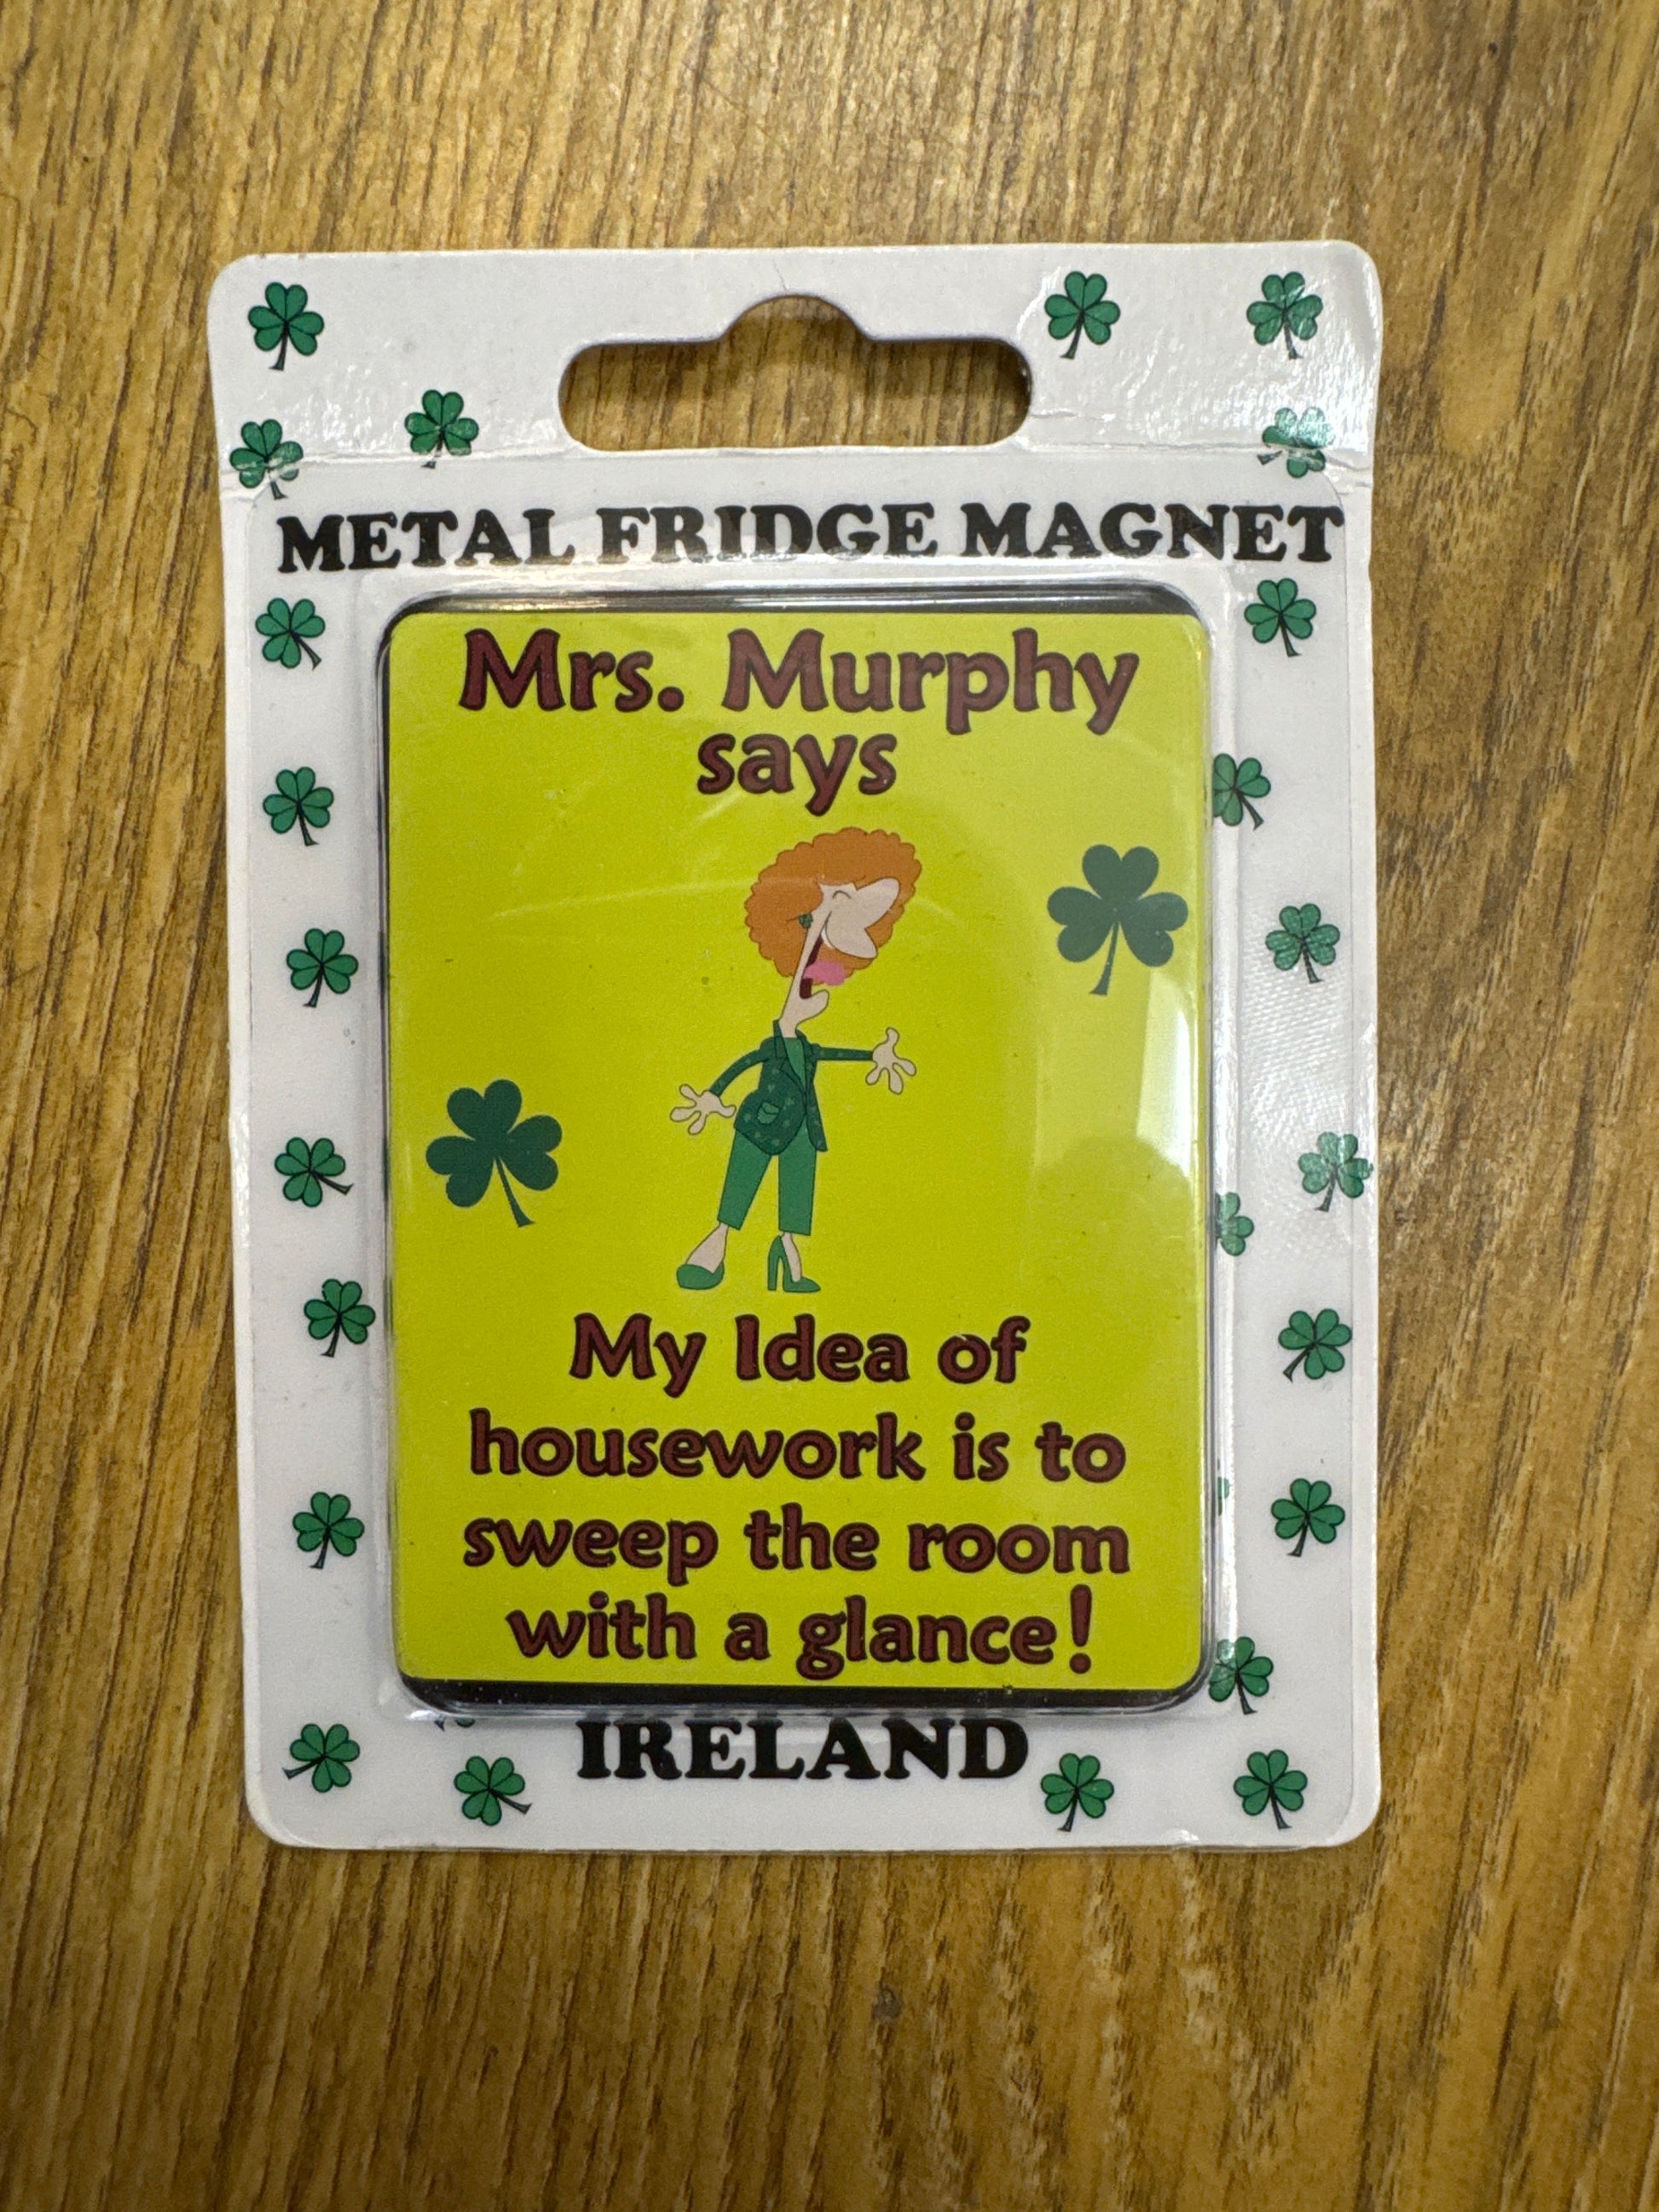 METAL FRIDGE MAGNET
Mrs. Murphy
says
My Idea of
housework is to
sweep the room
with a glance!
IRELAND